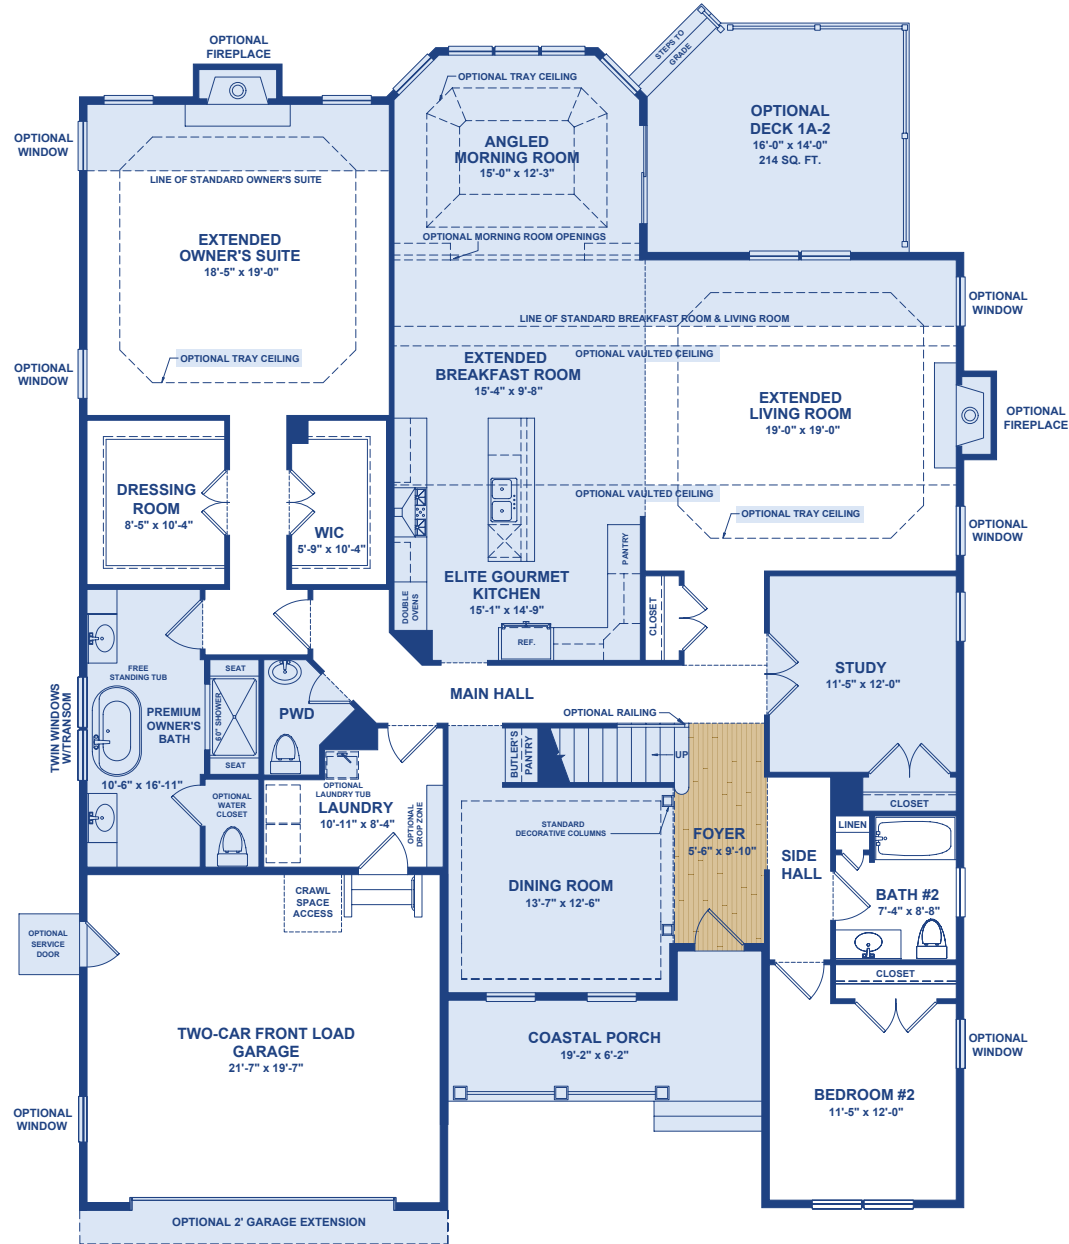 OPTIONAL
FIREPLACE
STEPS TO
GRADE
OPTIONAL TRAY CEILING
OPTIONAL
DECK 1A-2
16'-0" x 14'-0"
214 SQ. FT.
OPTIONAL
WINDOW
ANGLED
MORNING ROOM
15'-0" x 12'-3"
LINE OF STANDARD OWNER'S SUITE
OPTIONAL MORNING ROOM OPENINGS
EXTENDED
OWNER'S SUITE
18'-5" x 19'-0"
OPTIONAL
WINDOW
LINE OF STANDARD BREAKFAST ROOM & LIVING ROOM
OPTIONAL TRAY CEILING
OPTIONAL
WINDOW
EXTENDED
BREAKFAST ROOM
15'-4" x 9'-8"
OPTIONAL VAULTED CEILING
EXTENDED
LIVING ROOM
19'-0" x 19'-0"
OPTIONAL
FIREPLACE
DRESSING
ROOM
8'-5" x 10'-4"
WIC
5'-9" x 10'-4"
OPTIONAL VAULTED CEILING
OPTIONAL TRAY CEILING
OPTIONAL
WINDOW
PANTRY
ELITE GOURMET
KITCHEN
15'-1" x 14'-9"
DOUBLE
OVENS
REF.
CLOSET
FREE
STANDING TUB
SEAT
60" SHOWER
SEAT
PWD
MAIN HALL
STUDY
11'-5" x 12'-0"
TWIN WINDOWS
W/TRANSOM
PREMIUM
OWNER'S
BATH
10'-6" x 16'-11"
OPTIONAL RAILING
BUTLER'S
PANTRY
UP
OPTIONAL
WATER
CLOSET
OPTIONAL
LAUNDRY TUB
LAUNDRY
10'-11" x 8'-4"
OPTIONAL
DROP ZONE
STANDARD
DECORATIVE COLUMNS
FOYER
5'-6" x 9'-10"
CLOSET
LINEN
SIDE
HALL
DINING ROOM
13'-7" x 12'-6"
BATH #2
7'-4" x 8'-8"
CRAWL
SPACE
ACCESS
OPTIONAL
SERVICE
DOOR
CLOSET
TWO-CAR FRONT LOAD
GARAGE
21'-7" x 19'-7"
COASTAL PORCH
19'-2" x 6'-2"
OPTIONAL
WINDOW
OPTIONAL
WINDOW
BEDROOM #2
11'-5" x 12'-0"
OPTIONAL 2' GARAGE EXTENSION